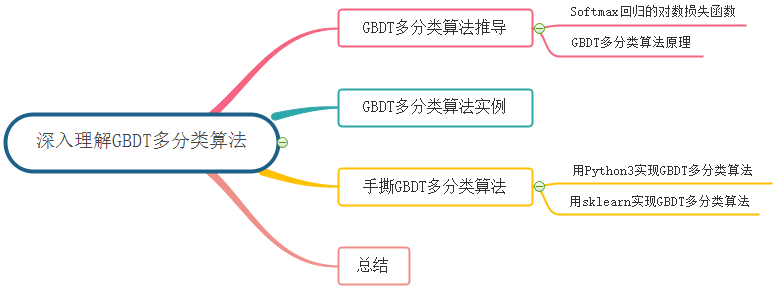 深入理解GBDT多分类算法
GBDT多分类算法推导
Softmax回归的对数损失函数
GBDT多分类算法原理
GBDT多分类算法实例
手撕GBDT多分类算法
用Python3实现GBDT多分类算法
用sklearn实现GBDT多分类算法
总结